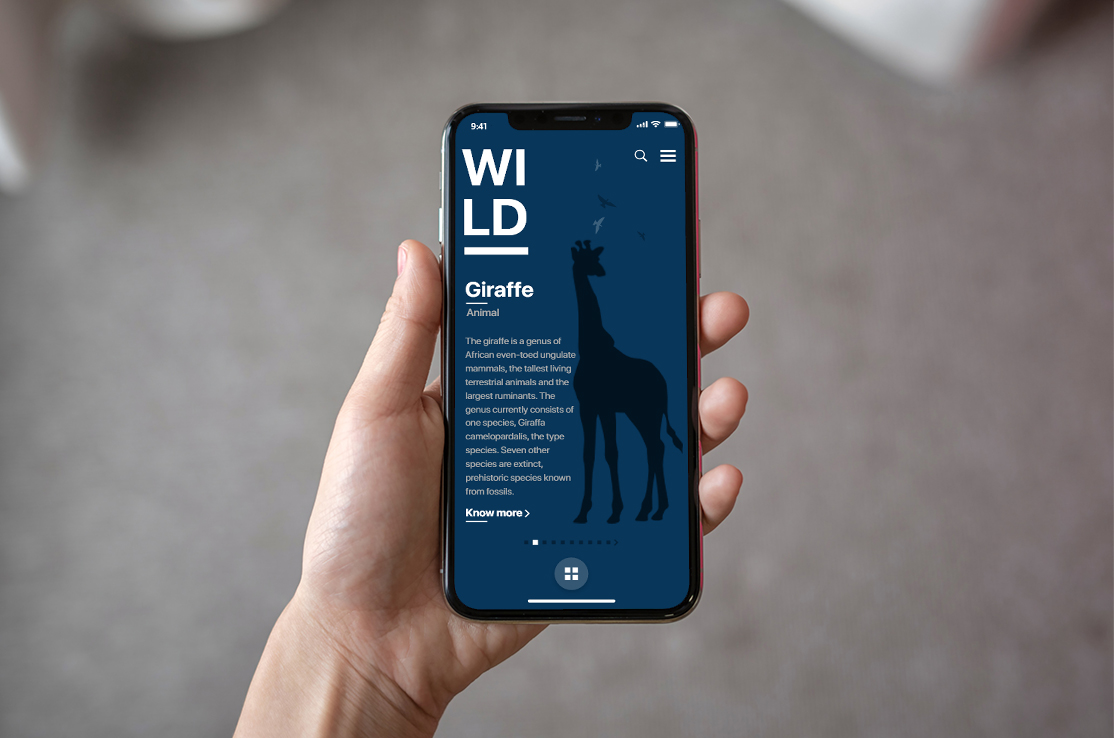 9:41
WI
LD
Giraffe
Animal
The giraffe is a genus of
African even-toed ungulate
mammals, the tallest living
terrestrial animals and the
largest ruminants. The
genus currently consists of
one species, Giraffa
camelopardalis, the type
species. Seven other
species are extinct,
prehistoric species known
from fossils.
Know more >